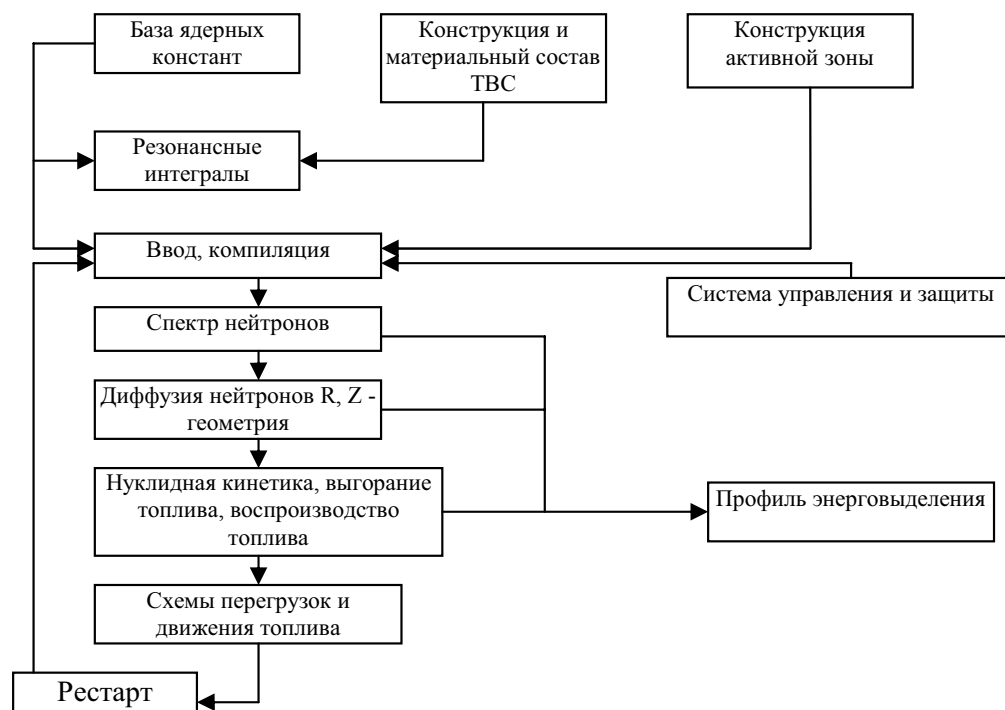 База ядерных
констант
Конструкция и
материальный состав
ТВС
Конструкция
активной зоны
Резонансные
интегралы
Ввод, компиляция
Система управления и защиты
Спектр нейтронов
Диффузия нейтронов R, Z -
геометрия
Нуклидная кинетика, выгорание
топлива, воспроизводство
топлива
Профиль энерговыделения
Схемы перегрузок и
движения топлива
Рестарт